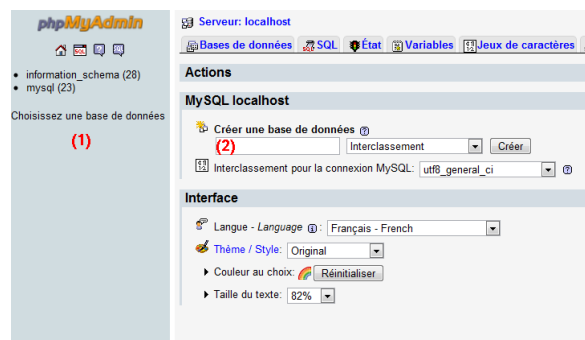 phpMyAdmin
information_schema (28)
mysql (23)
Choisissez une base de données
(1)
Serveur: localhost
Bases de données SQL État Variables Jeux de caractères
Actions
MySQL localhost
Créer une base de données
(2) Interclassement Créer
Interclassement pour la connexion MySQL: utf8_general_ci
Interface
Langue - Language : Français - French
Thème / Style: Original
Couleur au choix: Réinitialiser
Taille du texte: 82%